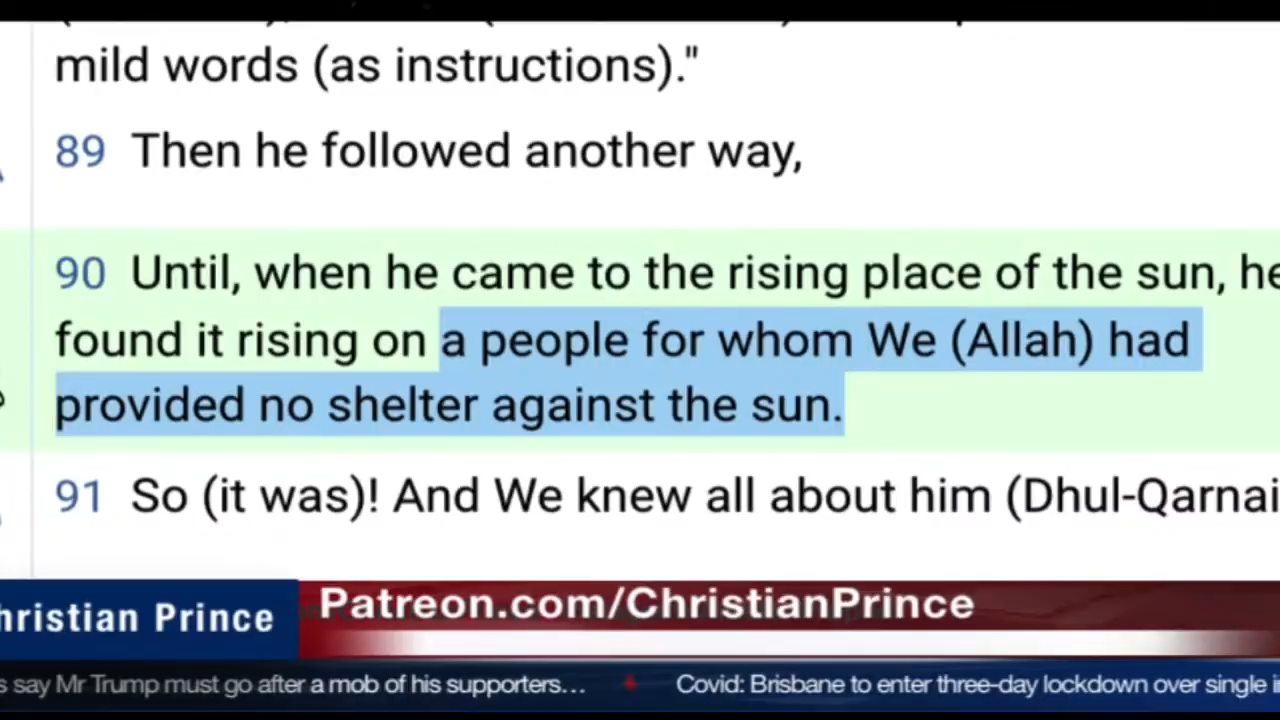 mild words (as instructions)."
89 Then he followed another way,
90 Until, when he came to the rising place of the sun, he
found it rising on a people for whom We (Allah) had
provided no shelter against the sun.
91 So (it was)! And We knew all about him (Dhul-Qarnai
hristian Prince
Patreon.com/ChristianPrince
s say Mr Trump must go after a mob of his supporters... Covid: Brisbane to enter three-day lockdown over single i